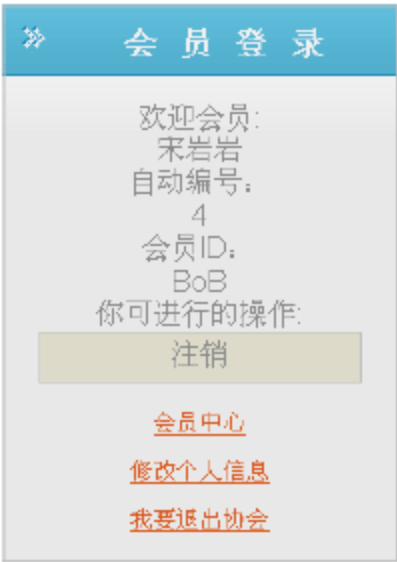 会员登录
欢迎会员:
宋岩岩
自动编号：
4
会员ID：
BoB
你可进行的操作:
注销
会员中心
修改个人信息
我要退出协会